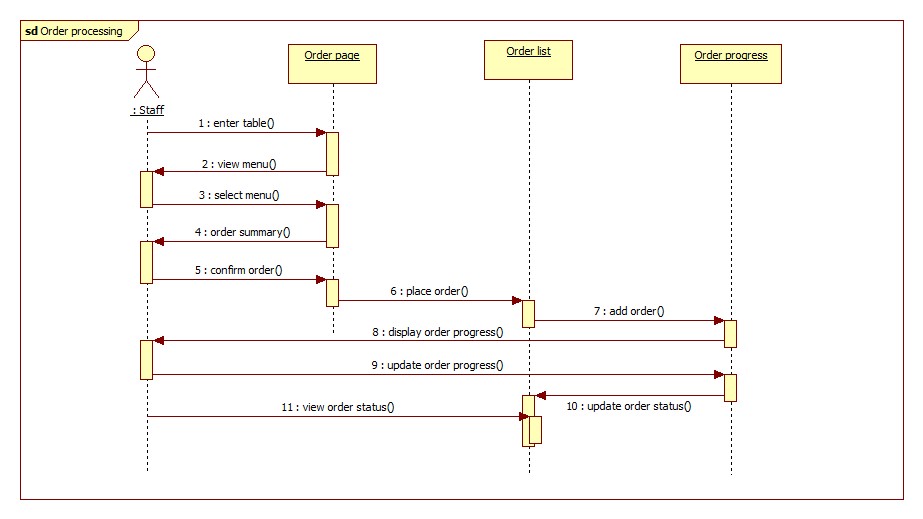 sd Order processing
Order page
Order list
Order progress
: Staff
1 : enter table()
2 : view menu()
3 : select menu()
4 : order summary()
5 : confirm order()
6 : place order()
7 : add order()
8 : display order progress()
9 : update order progress()
10 : update order status()
11 : view order status()